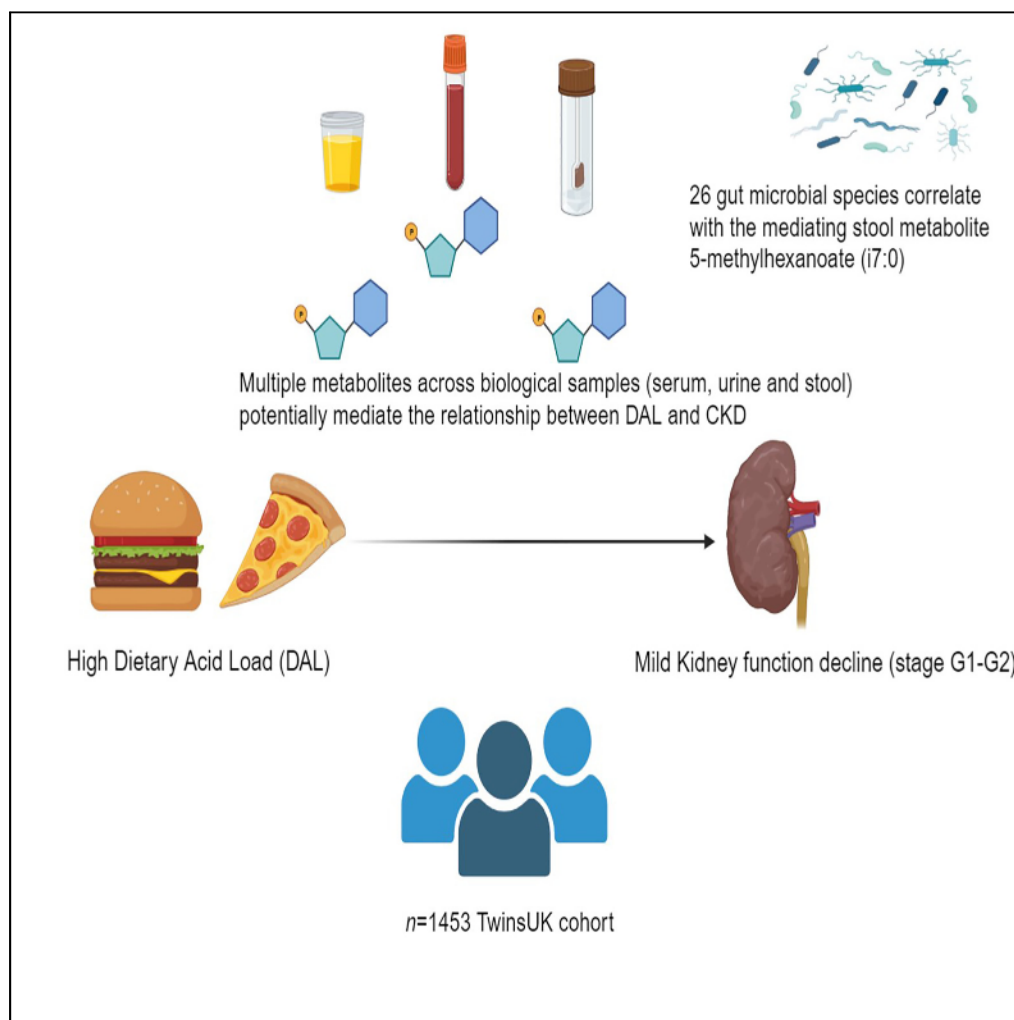 26 gut microbial species correlate
with the mediating stool metabolite
5-methylhexanoate (i7:0)
P
P
P
Multiple metabolites across biological samples (serum, urine and stool)
potentially mediate the relationship between DAL and CKD
High Dietary Acid Load (DAL)
Mild Kidney function decline (stage G1-G2)
n=1453 TwinsUK cohort